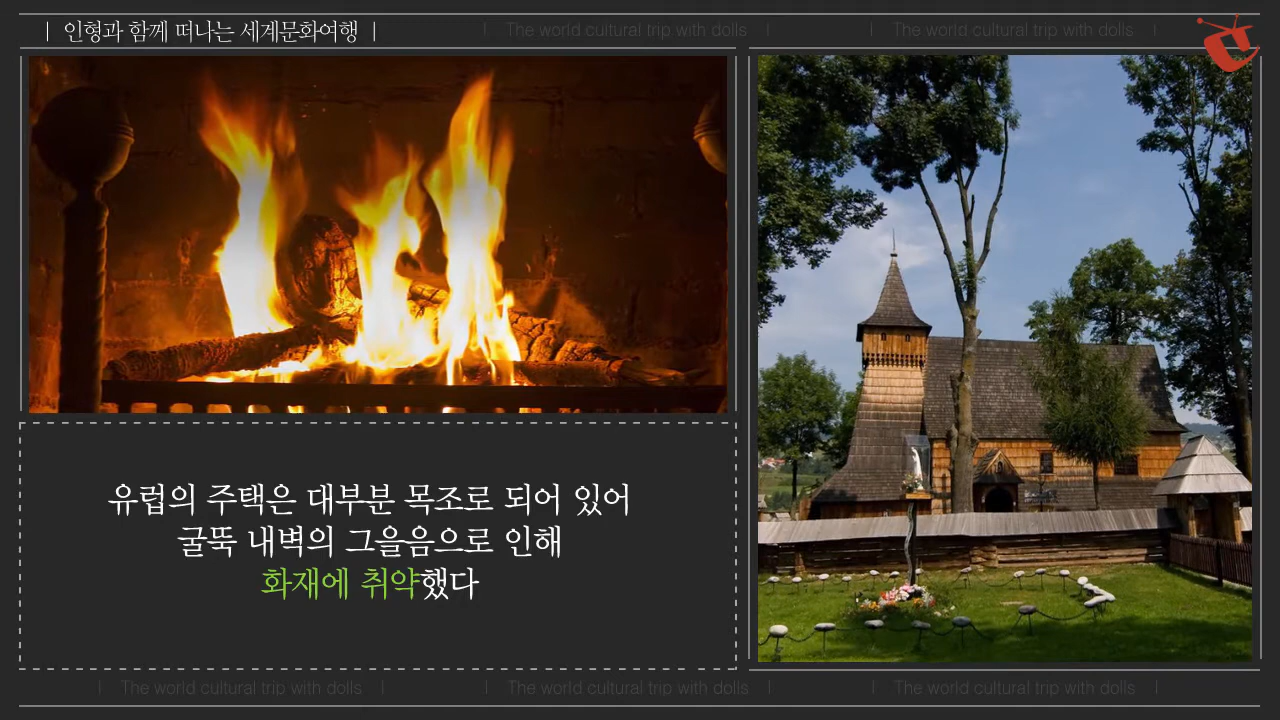 | 인형과 함께 떠나는 세계문화여행 |
| The world cultural trip with dolls |
| The world cultural trip with dolls |
유럽의 주택은 대부분 목조로 되어 있어
굴뚝 내벽의 그을음으로 인해
화재에 취약했다
| The world cultural trip with dolls |
| The world cultural trip with dolls |
| The world cultural trip with dolls |